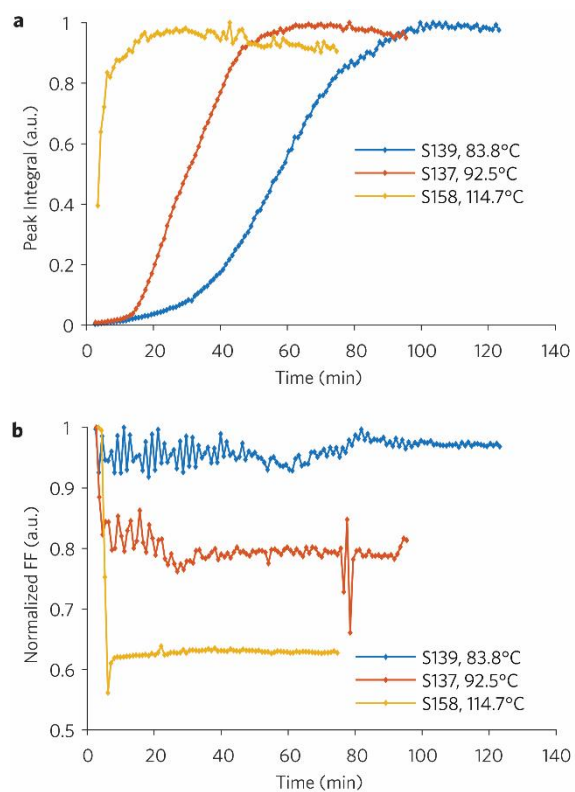 a
1
0.8
0.6
0.4
0.2
0
Peak Integral (a.u.)
S139, 83.8°C
S137, 92.5°C
S158, 114.7°C
0 20 40 60 80 100 120 140
Time (min)
b
1
0.9
0.8
0.7
0.6
0.5
Normalized FF (a.u.)
S139, 83.8°C
S137, 92.5°C
S158, 114.7°C
0 20 40 60 80 100 120 140
Time (min)